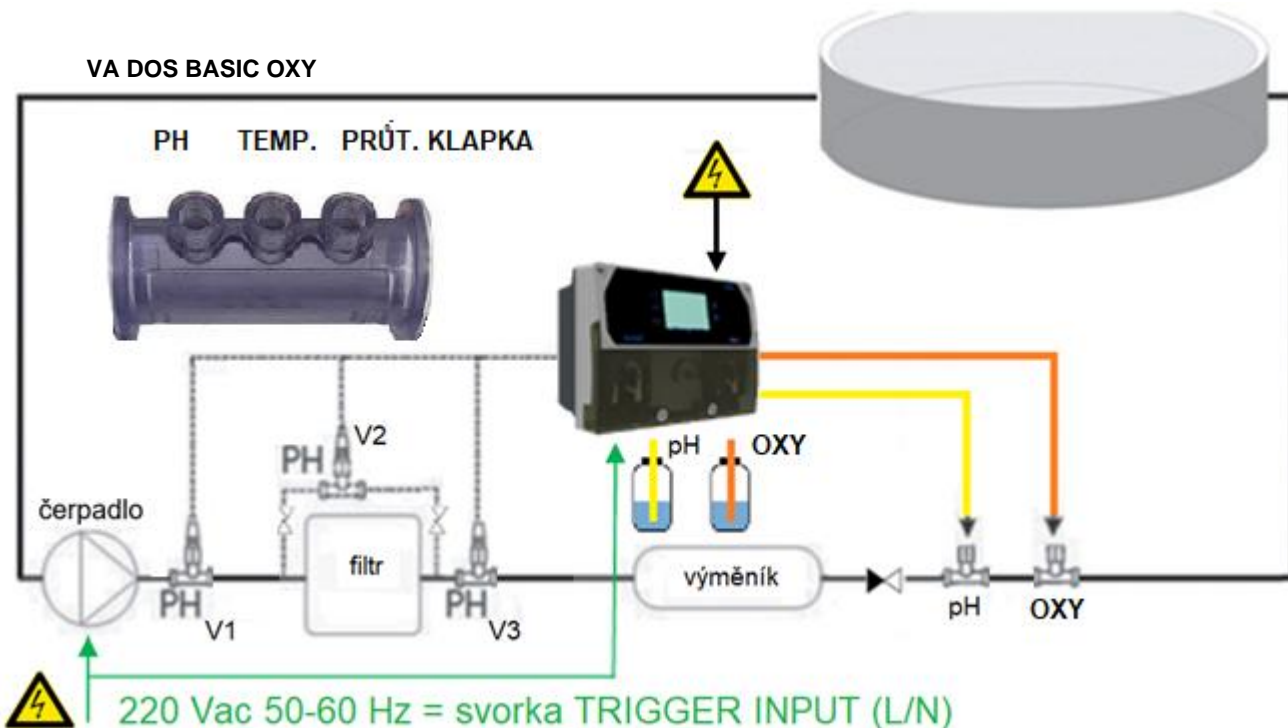 VA DOS BASIC OXY
PH TEMP. PRŮT. KLAPKA
V2
PH
pH OXY
čerpadlo
filtr
výměník
PH
V1
PH
V3
pH
OXY
220 Vac 50-60 Hz = svorka TRIGGER INPUT (L/N)